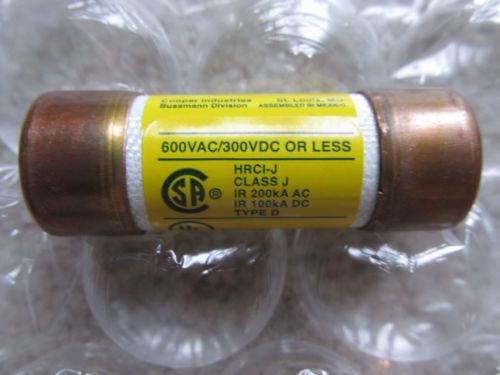 Cooper Industries St. Louis, Mo.
Bussmann Division ASSEMBLED IN MEXICO
600VAC/300VDC OR LESS
HRCI-J
CLASS J
IR 200kA AC
IR 100kA DC
TYPE D
SA ®